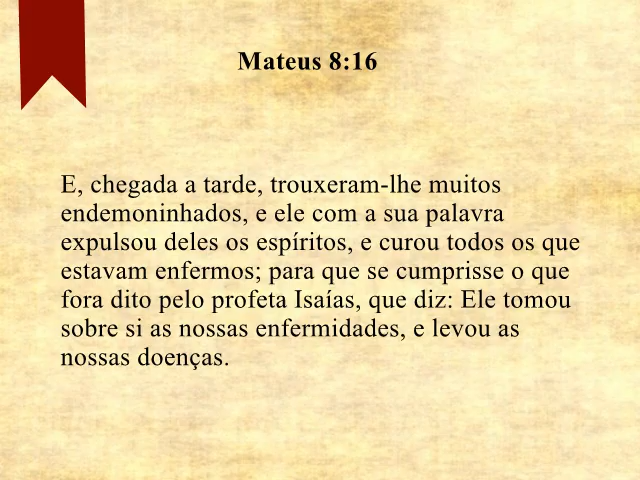 Mateus 8:16
E, chegada a tarde, trouxeram-lhe muitos
endemoninhados, e ele com a sua palavra
expulsou deles os espíritos, e curou todos os que
estavam enfermos; para que se cumprisse o que
fora dito pelo profeta Isaías, que diz: Ele tomou
sobre si as nossas enfermidades, e levou as
nossas doenças.